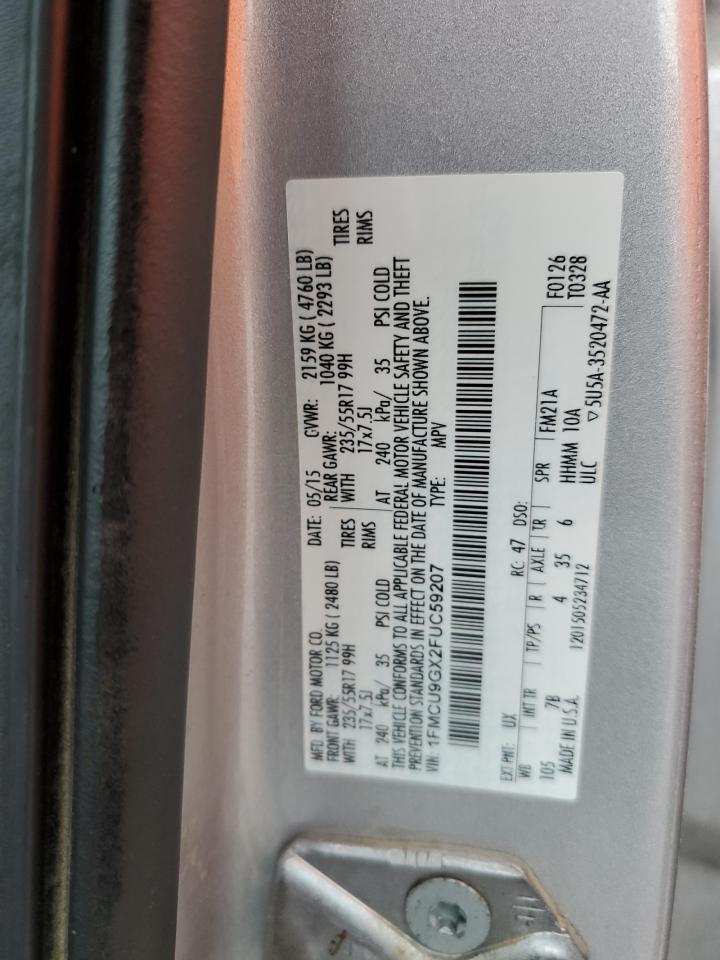 MFD. BY FORD MOTOR CO.
DATE: 05/15 GVWR: 2159 KG ( 4760 LB)
FRONT GAWR: 1125 KG ( 2480 LB) REAR GAWR: 1040 KG ( 2293 LB)
WITH 235/55R17 99H TIRES WITH 235/55R17 99H TIRES
17x7.5J RIMS 17x7.5J RIMS
AT 240 kPa/ 35 PSI COLD AT 240 kPa/ 35 PSI COLD
THIS VEHICLE CONFORMS TO ALL APPLICABLE FEDERAL MOTOR VEHICLE SAFETY AND THEFT
PREVENTION STANDARDS IN EFFECT ON THE DATE OF MANUFACTURE SHOWN ABOVE.
VIN: 1FMCU9GX2FUC59207 TYPE: MPV
EXT PNT: UX RC: 47 DSO: F0126
WB INT TR TP/PS R AXLE TR SPR FM21A T0328
105 7B 4 35 6 HHMM 10A
MADE IN U.S.A. 1201505234712 ULC ▽5U5A-3520472-AA